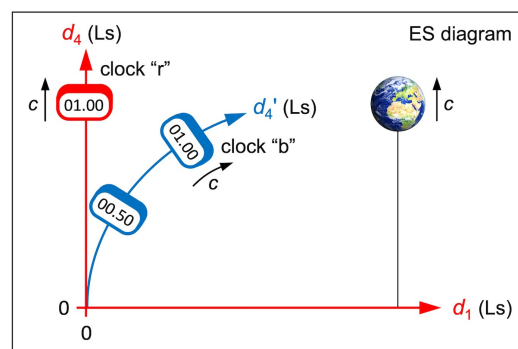 d4 (Ls)
ES diagram
clock "r"
c
01.00
d4' (Ls)
c
01.00
clock "b"
c
00.50
0
d1 (Ls)
0